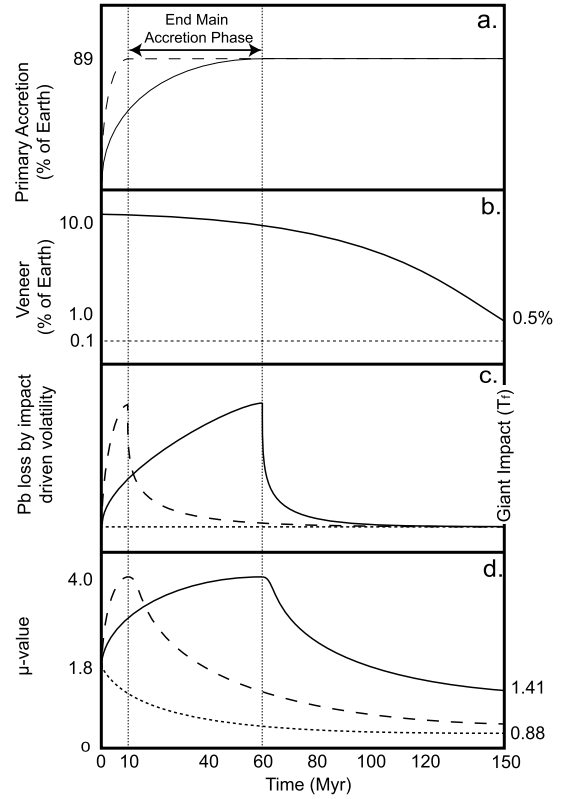 a.
End Main
Accretion Phase
89
Primary Accretion
(% of Earth)
b.
10.0
1.0
0.1
Veneer
(% of Earth)
0.5%
c.
Pb loss by impact
driven volatility
Giant Impact (Tf)
d.
4.0
1.8
0
μ-value
1.41
0.88
0 10 40 60 80 100 120 150
Time (Myr)